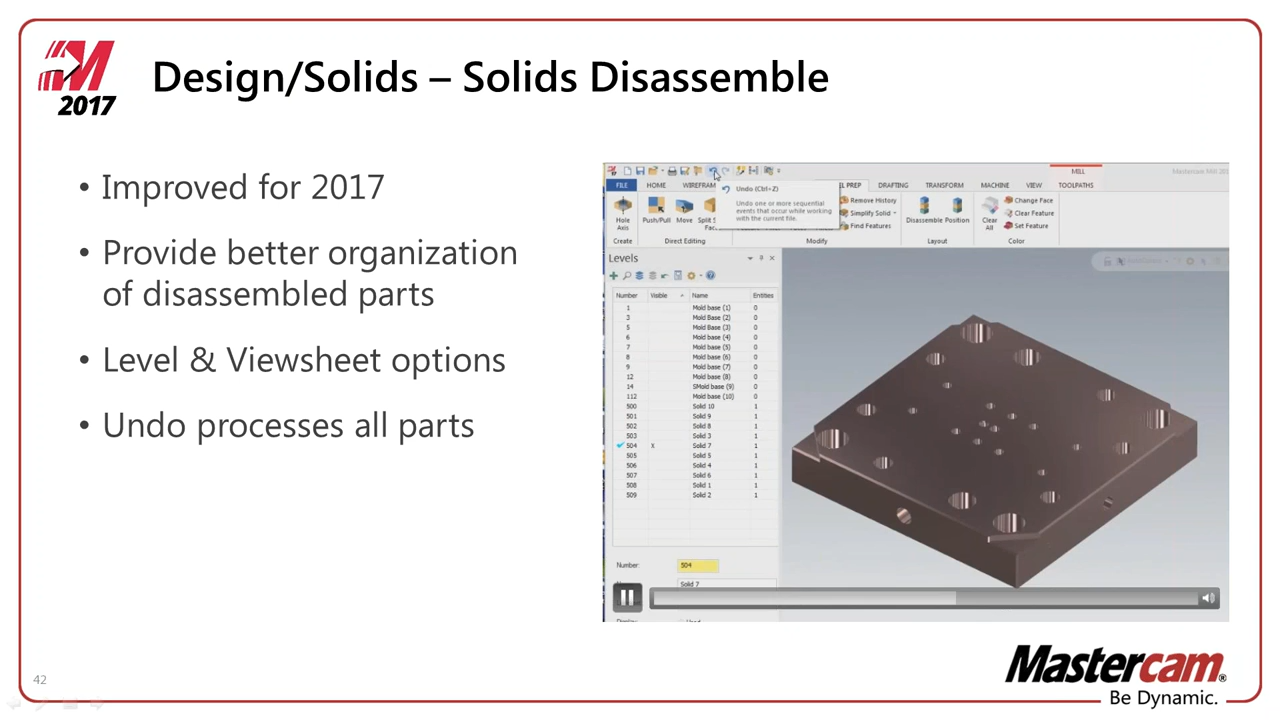 M
2017
Design/Solids – Solids Disassemble
• Improved for 2017
• Provide better organization
of disassembled parts
• Level & Viewsheet options
• Undo processes all parts
Mastercam Mill 201
MILL
FILE HOME WIREFRAM
L PREP DRAFTING TRANSFORM MACHINE VIEW TOOLPATHS
Undo (Ctrl+Z)
Undo one or more sequential
events that occur while working
with the current file.
Hole
Axis
Push/Pull Move Split S
Fac
Remove History
Simplify Solid
Find Features
Disassemble Position
Clear
All
Change Face
Clear Feature
Set Feature
Create Direct Editing Modify Layout Color
Levels
Number Visible Name Entities
1 Mold base (1) 0
3 Mold Base (2) 0
5 Mold Base (3) 0
6 Mold base (4) 0
7 Mold base (5) 0
8 Mold base (6) 0
9 Mold base (7) 0
12 Mold base (8) 0
14 SMold base (9) 0
112 Mold base (10) 0
500 Solid 10 1
501 Solid 9 1
502 Solid 8 1
503 Solid 3 1
504 X Solid 7 1
505 Solid 5 1
506 Solid 4 1
507 Solid 6 1
508 Solid 1 1
509 Solid 2 1
Number: 504
Solid 7
42
Mastercam®
Be Dynamic.